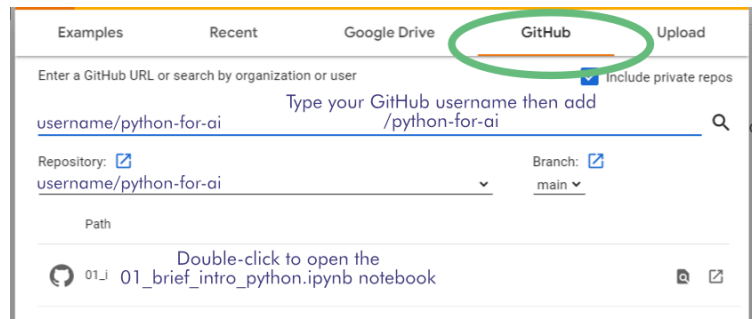 Examples Recent Google Drive GitHub Upload
Enter a GitHub URL or search by organization or user Include private repos
Type your GitHub username then add
username/python-for-ai /python-for-ai
Repository: Branch:
username/python-for-ai main
Path
Double-click to open the
01_i 01_brief_intro_python.ipynb notebook